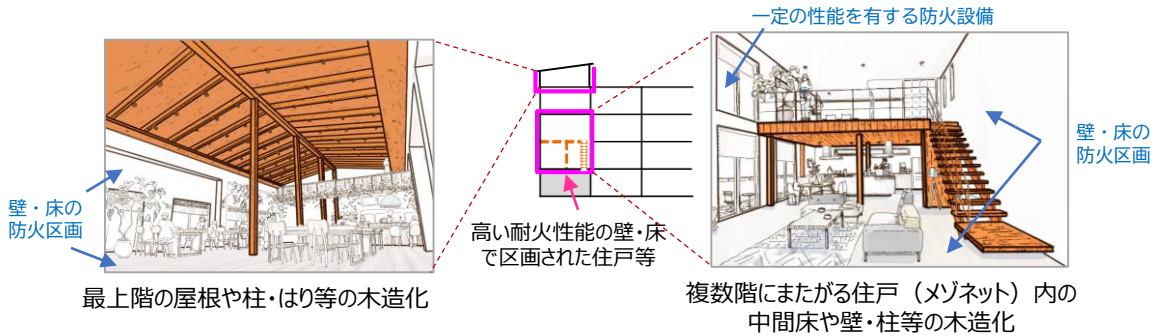 一定の性能を有する防火設備
壁・床の
防火区画
高い耐火性能の壁・床
で区画された住戸等
壁・床の
防火区画
最上階の屋根や柱・はり等の木造化
複数階にまたがる住戸（メゾネット）内の
中間床や壁・柱等の木造化